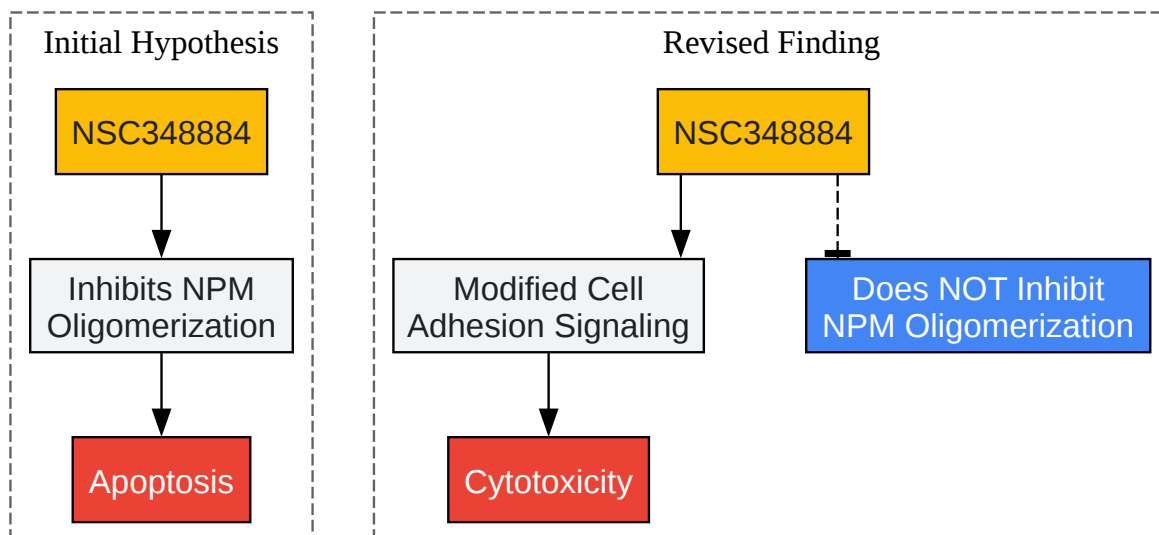 Initial Hypothesis
NSC348884
Inhibits NPM
Oligomerization
Apoptosis
Revised Finding
NSC348884
Modified Cell
Adhesion Signaling
Does NOT Inhibit
NPM Oligomerization
Cytotoxicity